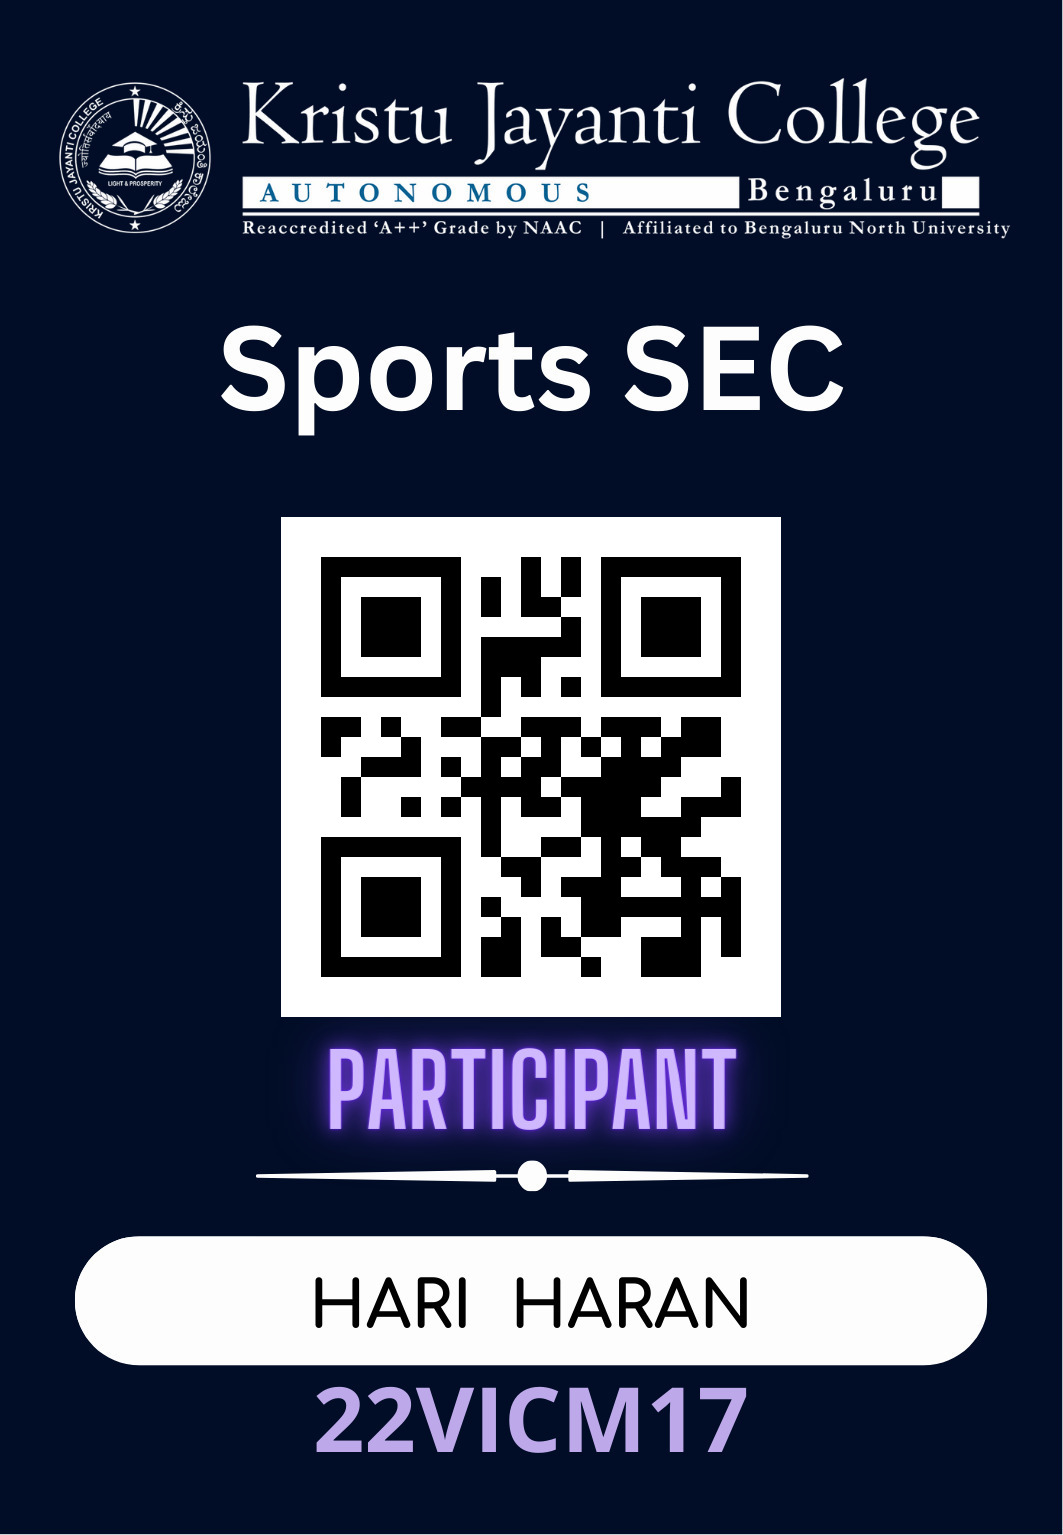 Kristu Jayanti College
AUTONOMOUS Bengaluru
Reaccredited ‘A++’ Grade by NAAC | Affiliated to Bengaluru North University
KRISTU JAYANTI COLLEGE
LIGHT & PROSPERITY
Sports SEC
PARTICIPANT
HARI HARAN
22VICM17